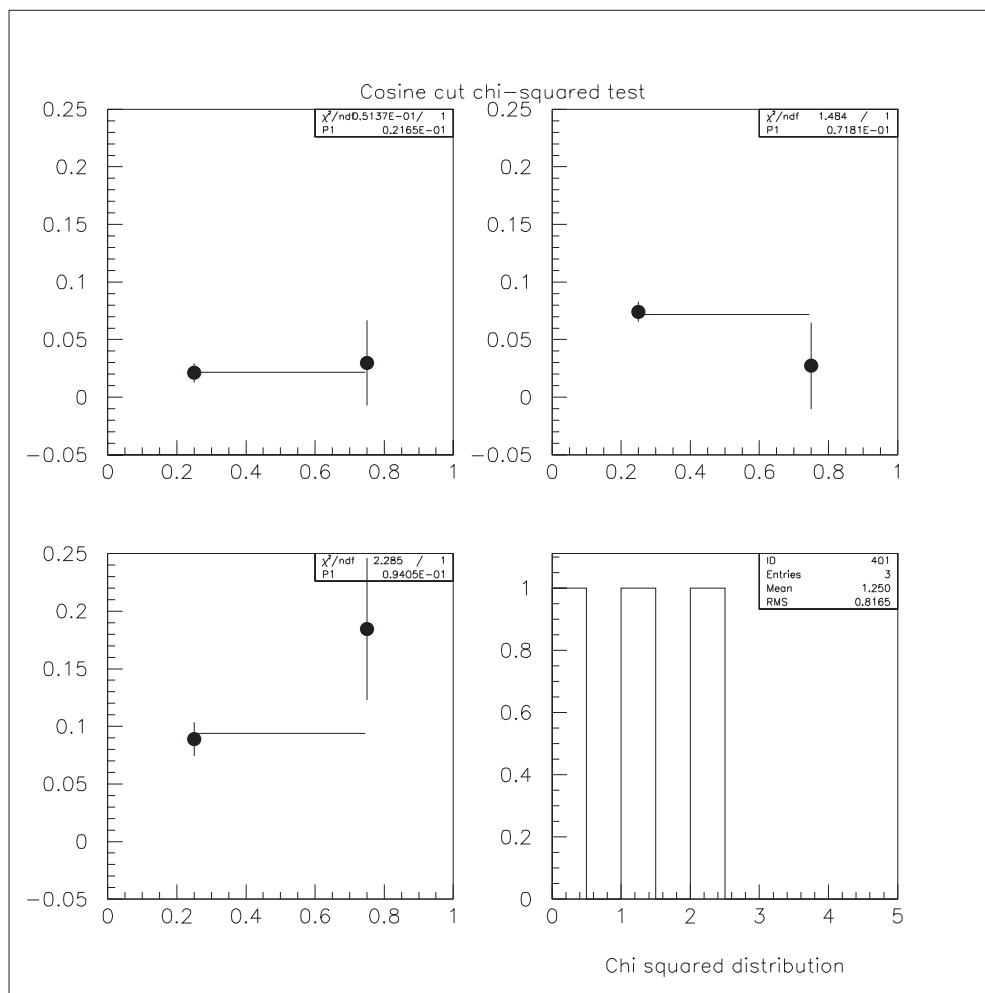 Cosine cut chi-squared test
χ²/ndf 0.5137E-01/ 1
P1 0.2165E-01
0.25
0.2
0.15
0.1
0.05
0
-0.05
0 0.2 0.4 0.6 0.8 1
χ²/ndf 1.484 / 1
P1 0.7181E-01
0.25
0.2
0.15
0.1
0.05
0
-0.05
0 0.2 0.4 0.6 0.8 1
χ²/ndf 2.285 / 1
P1 0.9405E-01
0.25
0.2
0.15
0.1
0.05
0
-0.05
0 0.2 0.4 0.6 0.8 1
ID 401
Entries 3
Mean 1.250
RMS 0.8165
1
0.8
0.6
0.4
0.2
0
0 1 2 3 4 5
Chi squared distribution